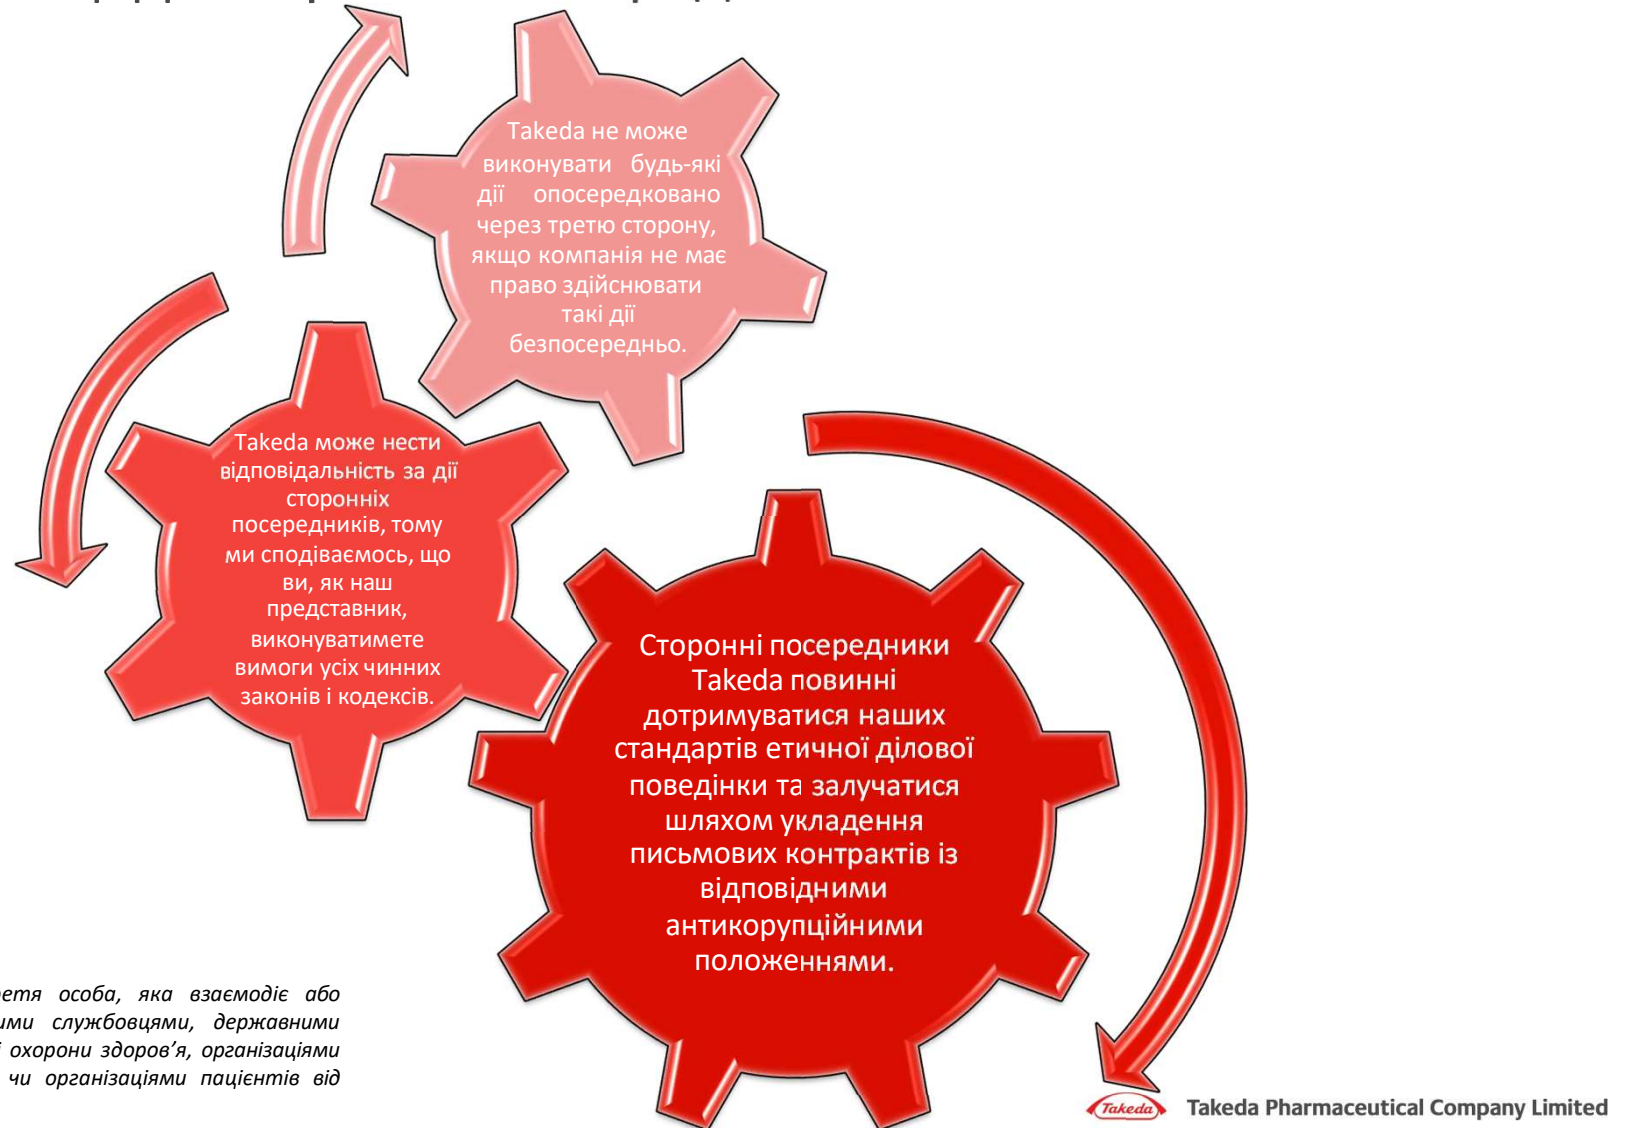 Takeda не може
виконувати будь-які
дії опосередковано
через третю сторону,
якщо компанія не має
право здійснювати
такі дії
безпосередньо.
Takeda може нести
відповідальність за дії
сторонніх
посередників, тому
ми сподіваємось, що
ви, як наш
представник,
виконуватимете
вимоги усіх чинних
законів і кодексів.
Сторонні посередники
Takeda повинні
дотримуватися наших
стандартів етичної ділової
поведінки та залучатися
шляхом укладення
письмових контрактів із
відповідними
антикорупційними
положеннями.
особа, яка взаємодіє або
службовцями, державними
охорони здоров’я, організаціями
чи організаціями пацієнтів від
Takeda Takeda Pharmaceutical Company Limited